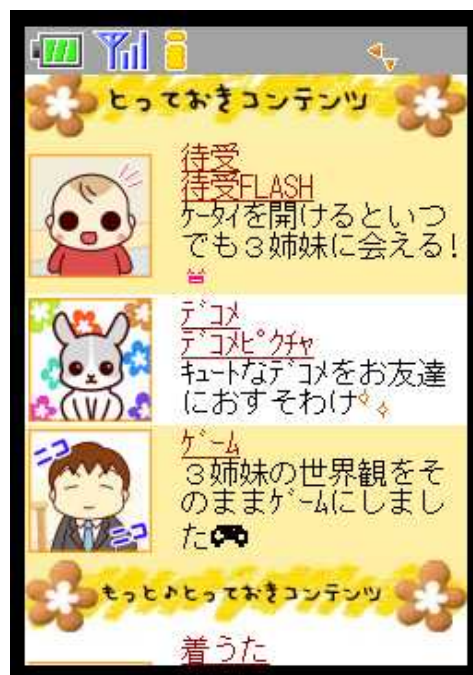 とっておきコンテンツ
待受
待受FLASH
ｹｰﾀｲを開けるといつ
でも３姉妹に会える!
ﾃﾞｺﾒ
ﾃﾞｺﾒﾋﾟｸﾁｬ
ｷｭｰﾄなﾃﾞｺﾒをお友達
におすそわけ
ニコ
ニコ
ｹﾞｰﾑ
３姉妹の世界観をそ
のままｹﾞｰﾑにしまし
た
もっと♪とっておきコンテンツ
着うた